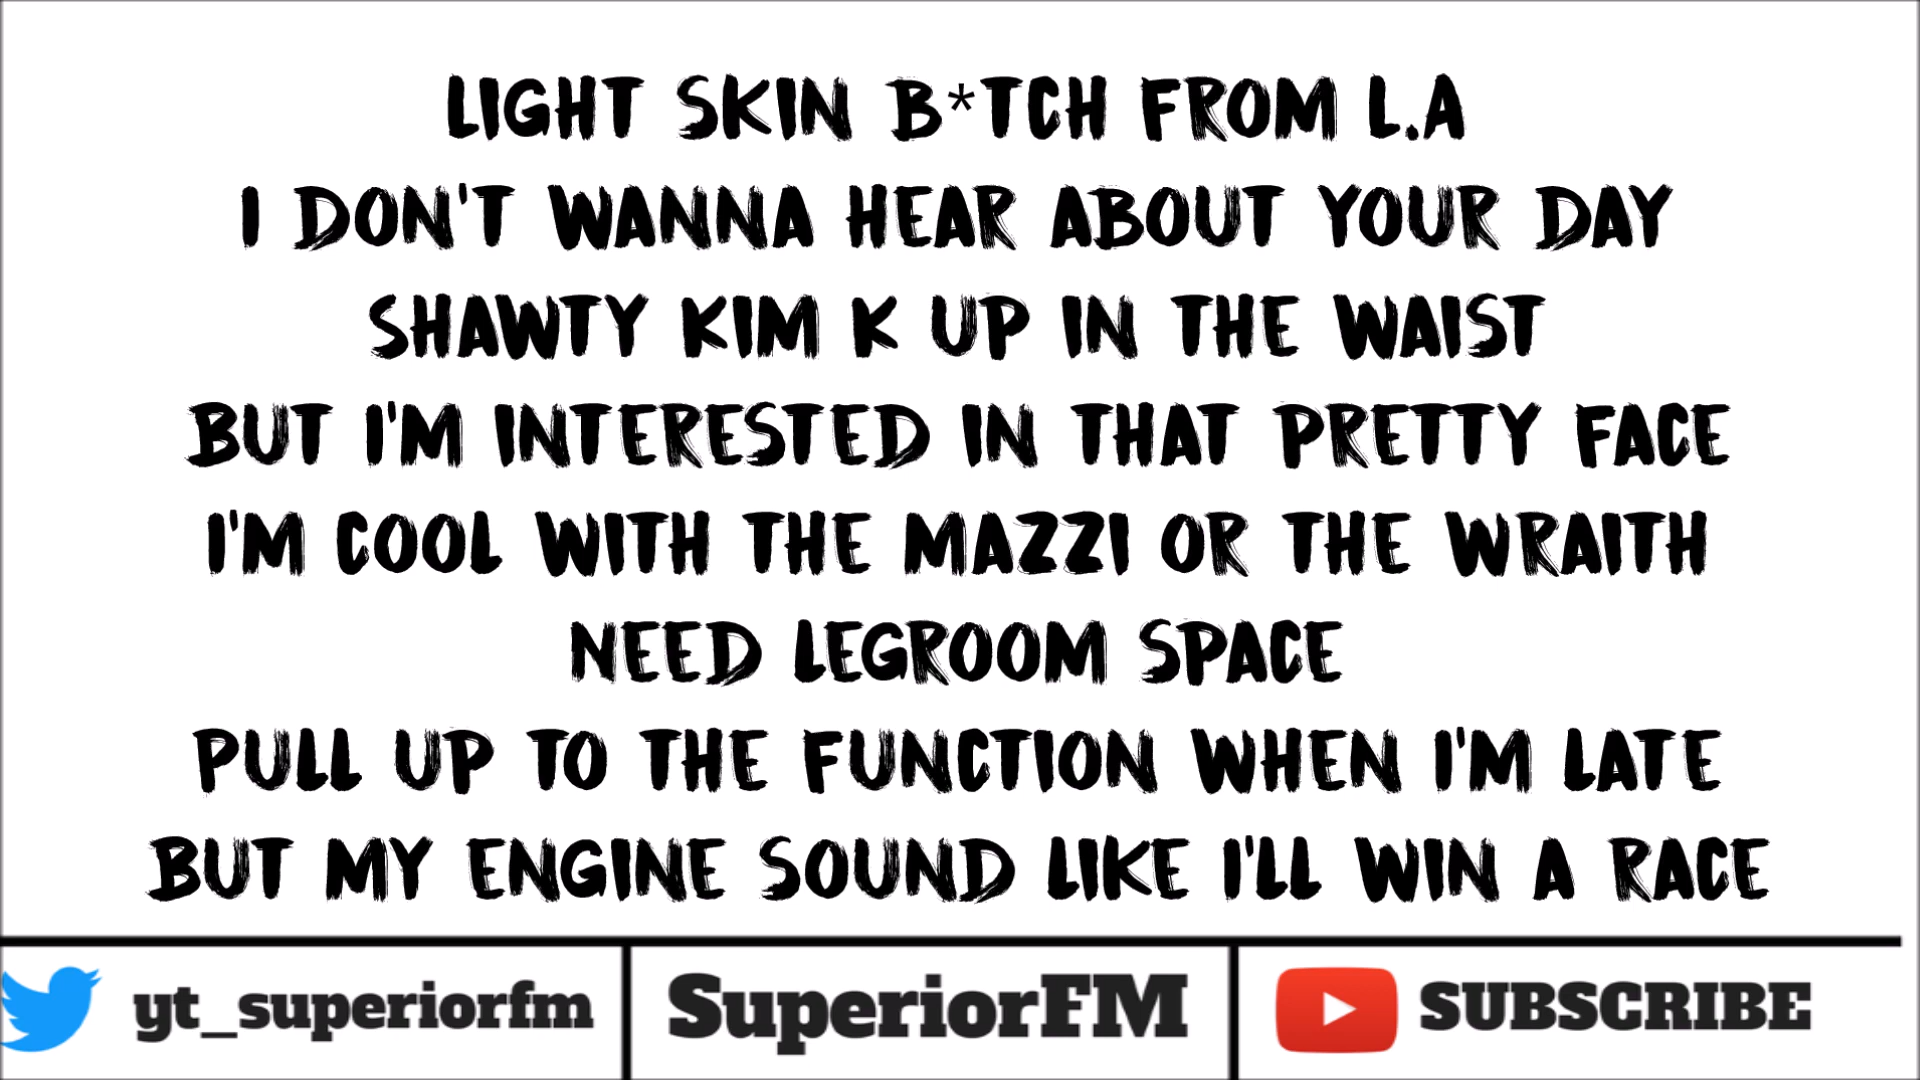 LIGHT SKIN B*TCH FROM L.A
I DON'T WANNA HEAR ABOUT YOUR DAY
SHAWTY KIM K UP IN THE WAIST
BUT I'M INTERESTED IN THAT PRETTY FACE
I'M COOL WITH THE MAZZI OR THE WRAITH
NEED LEGROOM SPACE
PULL UP TO THE FUNCTION WHEN I'M LATE
BUT MY ENGINE SOUND LIKE I'LL WIN A RACE
yt_superiorfm SuperiorFM SUBSCRIBE